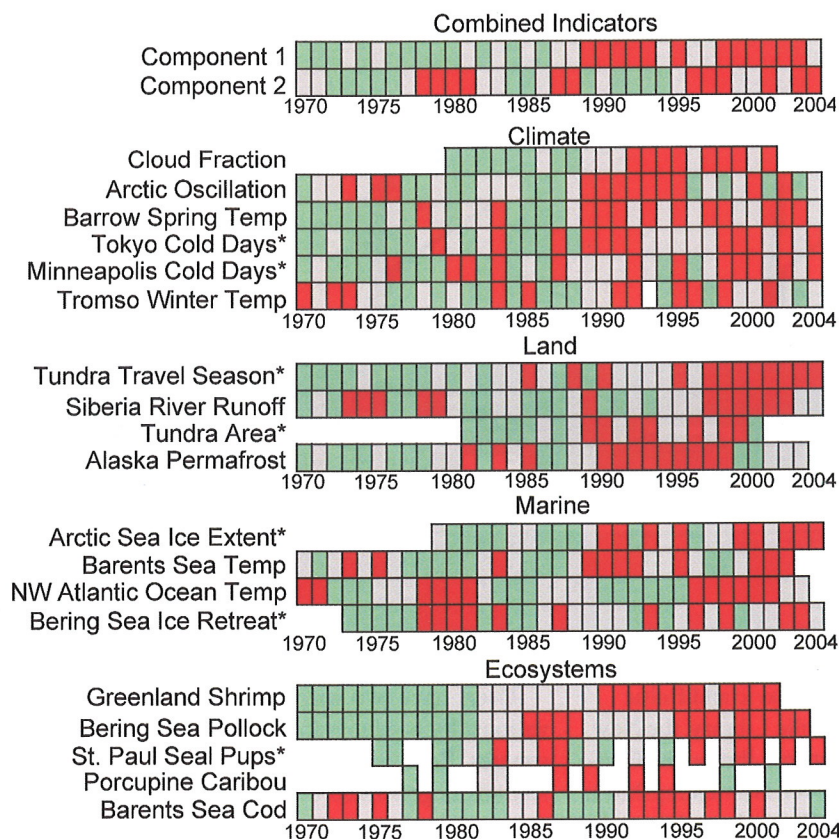 Combined Indicators
Component 1
Component 2
1970 1975 1980 1985 1990 1995 2000 2004
Climate
Cloud Fraction
Arctic Oscillation
Barrow Spring Temp
Tokyo Cold Days*
Minneapolis Cold Days*
Tromso Winter Temp
1970 1975 1980 1985 1990 1995 2000 2004
Land
Tundra Travel Season*
Siberia River Runoff
Tundra Area*
Alaska Permafrost
1970 1975 1980 1985 1990 1995 2000 2004
Marine
Arctic Sea Ice Extent*
Barents Sea Temp
NW Atlantic Ocean Temp
Bering Sea Ice Retreat*
1970 1975 1980 1985 1990 1995 2000 2004
Ecosystems
Greenland Shrimp
Bering Sea Pollock
St. Paul Seal Pups*
Porcupine Caribou
Barents Sea Cod
1970 1975 1980 1985 1990 1995 2000 2004